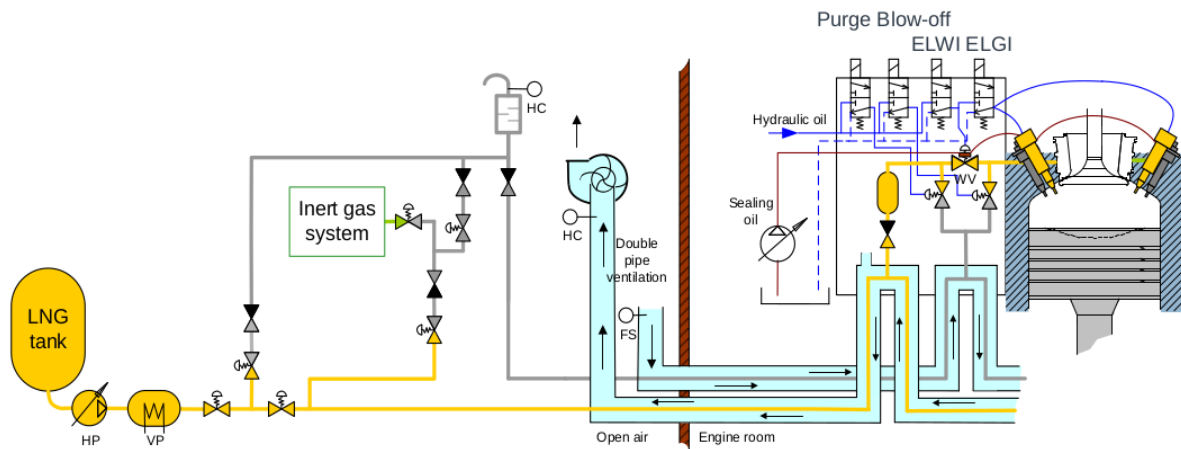 Purge Blow-off
ELWI ELGI
HC
Hydraulic oil
Inert gas
system
WV
Sealing
oil
HC
Double
pipe
ventilation
LNG
tank
FS
HP
VP
Open air
Engine room